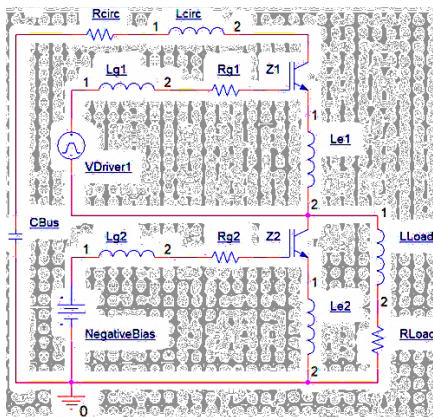 Rcirc Lcirc
1 2
Lg1 Rg1 Z1
1 2
1
Le1
VDriver1
2
CBus
Lg2 Rg2 Z2
1 LLoad
1 2
1
2
Le2
NegativeBias RLoad
2
0